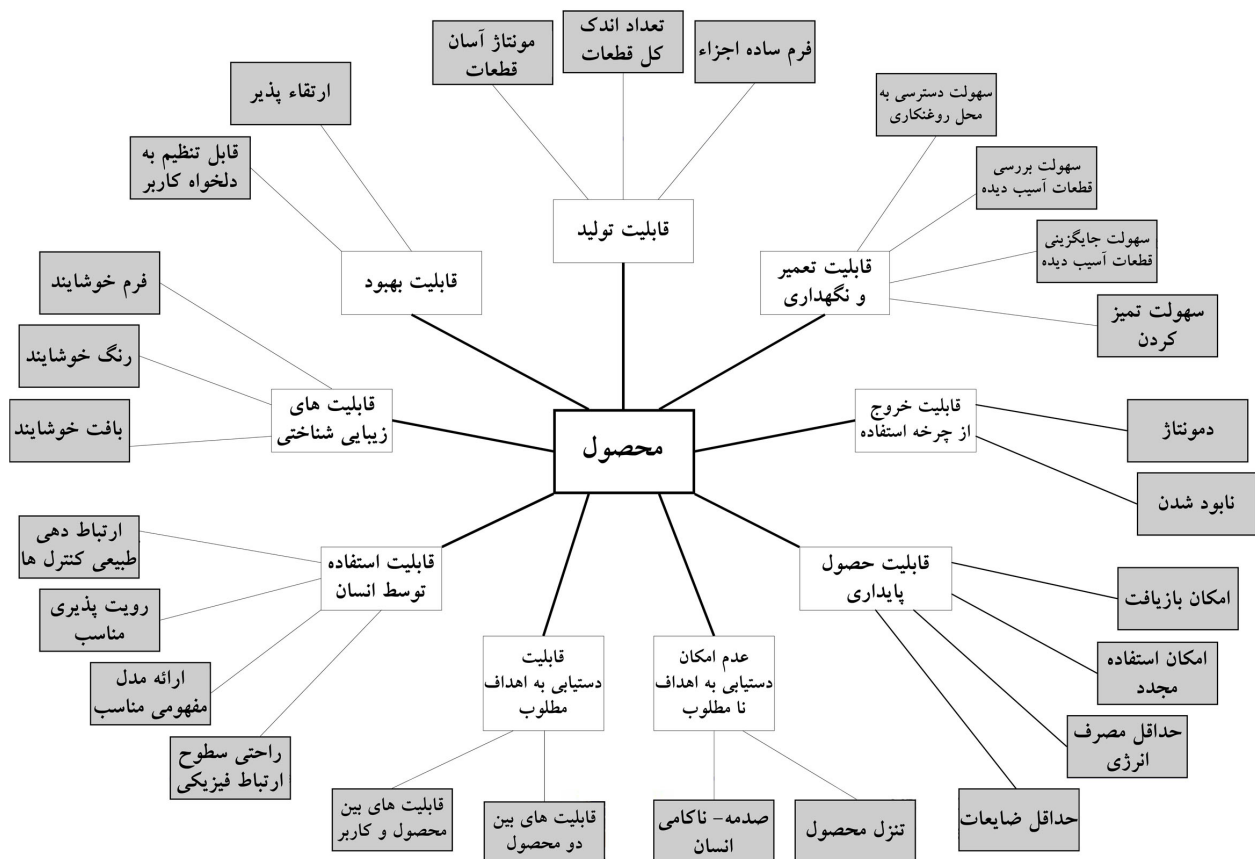 تعداد اندک
کل قطعات
مونتاژ آسان
قطعات
فرم ساده اجزاء
ارتقاء پذیر
قابل تنظیم به
دلخواه کاربر
سهولت دسترسی به
محل روغنکاری
سهولت بررسی
قطعات آسیب دیده
سهولت جایگزینی
قطعات آسیب دیده
سهولت تمیز
کردن
قابلیت تولید
قابلیت تعمیر
و نگهداری
قابلیت بهبود
فرم خوشایند
رنگ خوشایند
بافت خوشایند
قابلیت های
زیبایی شناختی
محصول
قابلیت خروج
از چرخه استفاده
دمونتاژ
نابود شدن
قابلیت حصول
پایداری
امکان بازیافت
امکان استفاده
مجدد
حداقل مصرف
انرژی
حداقل ضایعات
عدم امکان
دستیابی به اهداف
نا مطلوب
تنزل محصول
صدمه- ناکامی
انسان
قابلیت
دستیابی به اهداف
مطلوب
قابلیت های بین
دو محصول
قابلیت های بین
محصول و کاربر
قابلیت استفاده
توسط انسان
ارتباط دهی
طبیعی کنترل ها
رویت پذیری
مناسب
ارائه مدل
مفهومی مناسب
راحتی سطوح
ارتباط فیزیکی